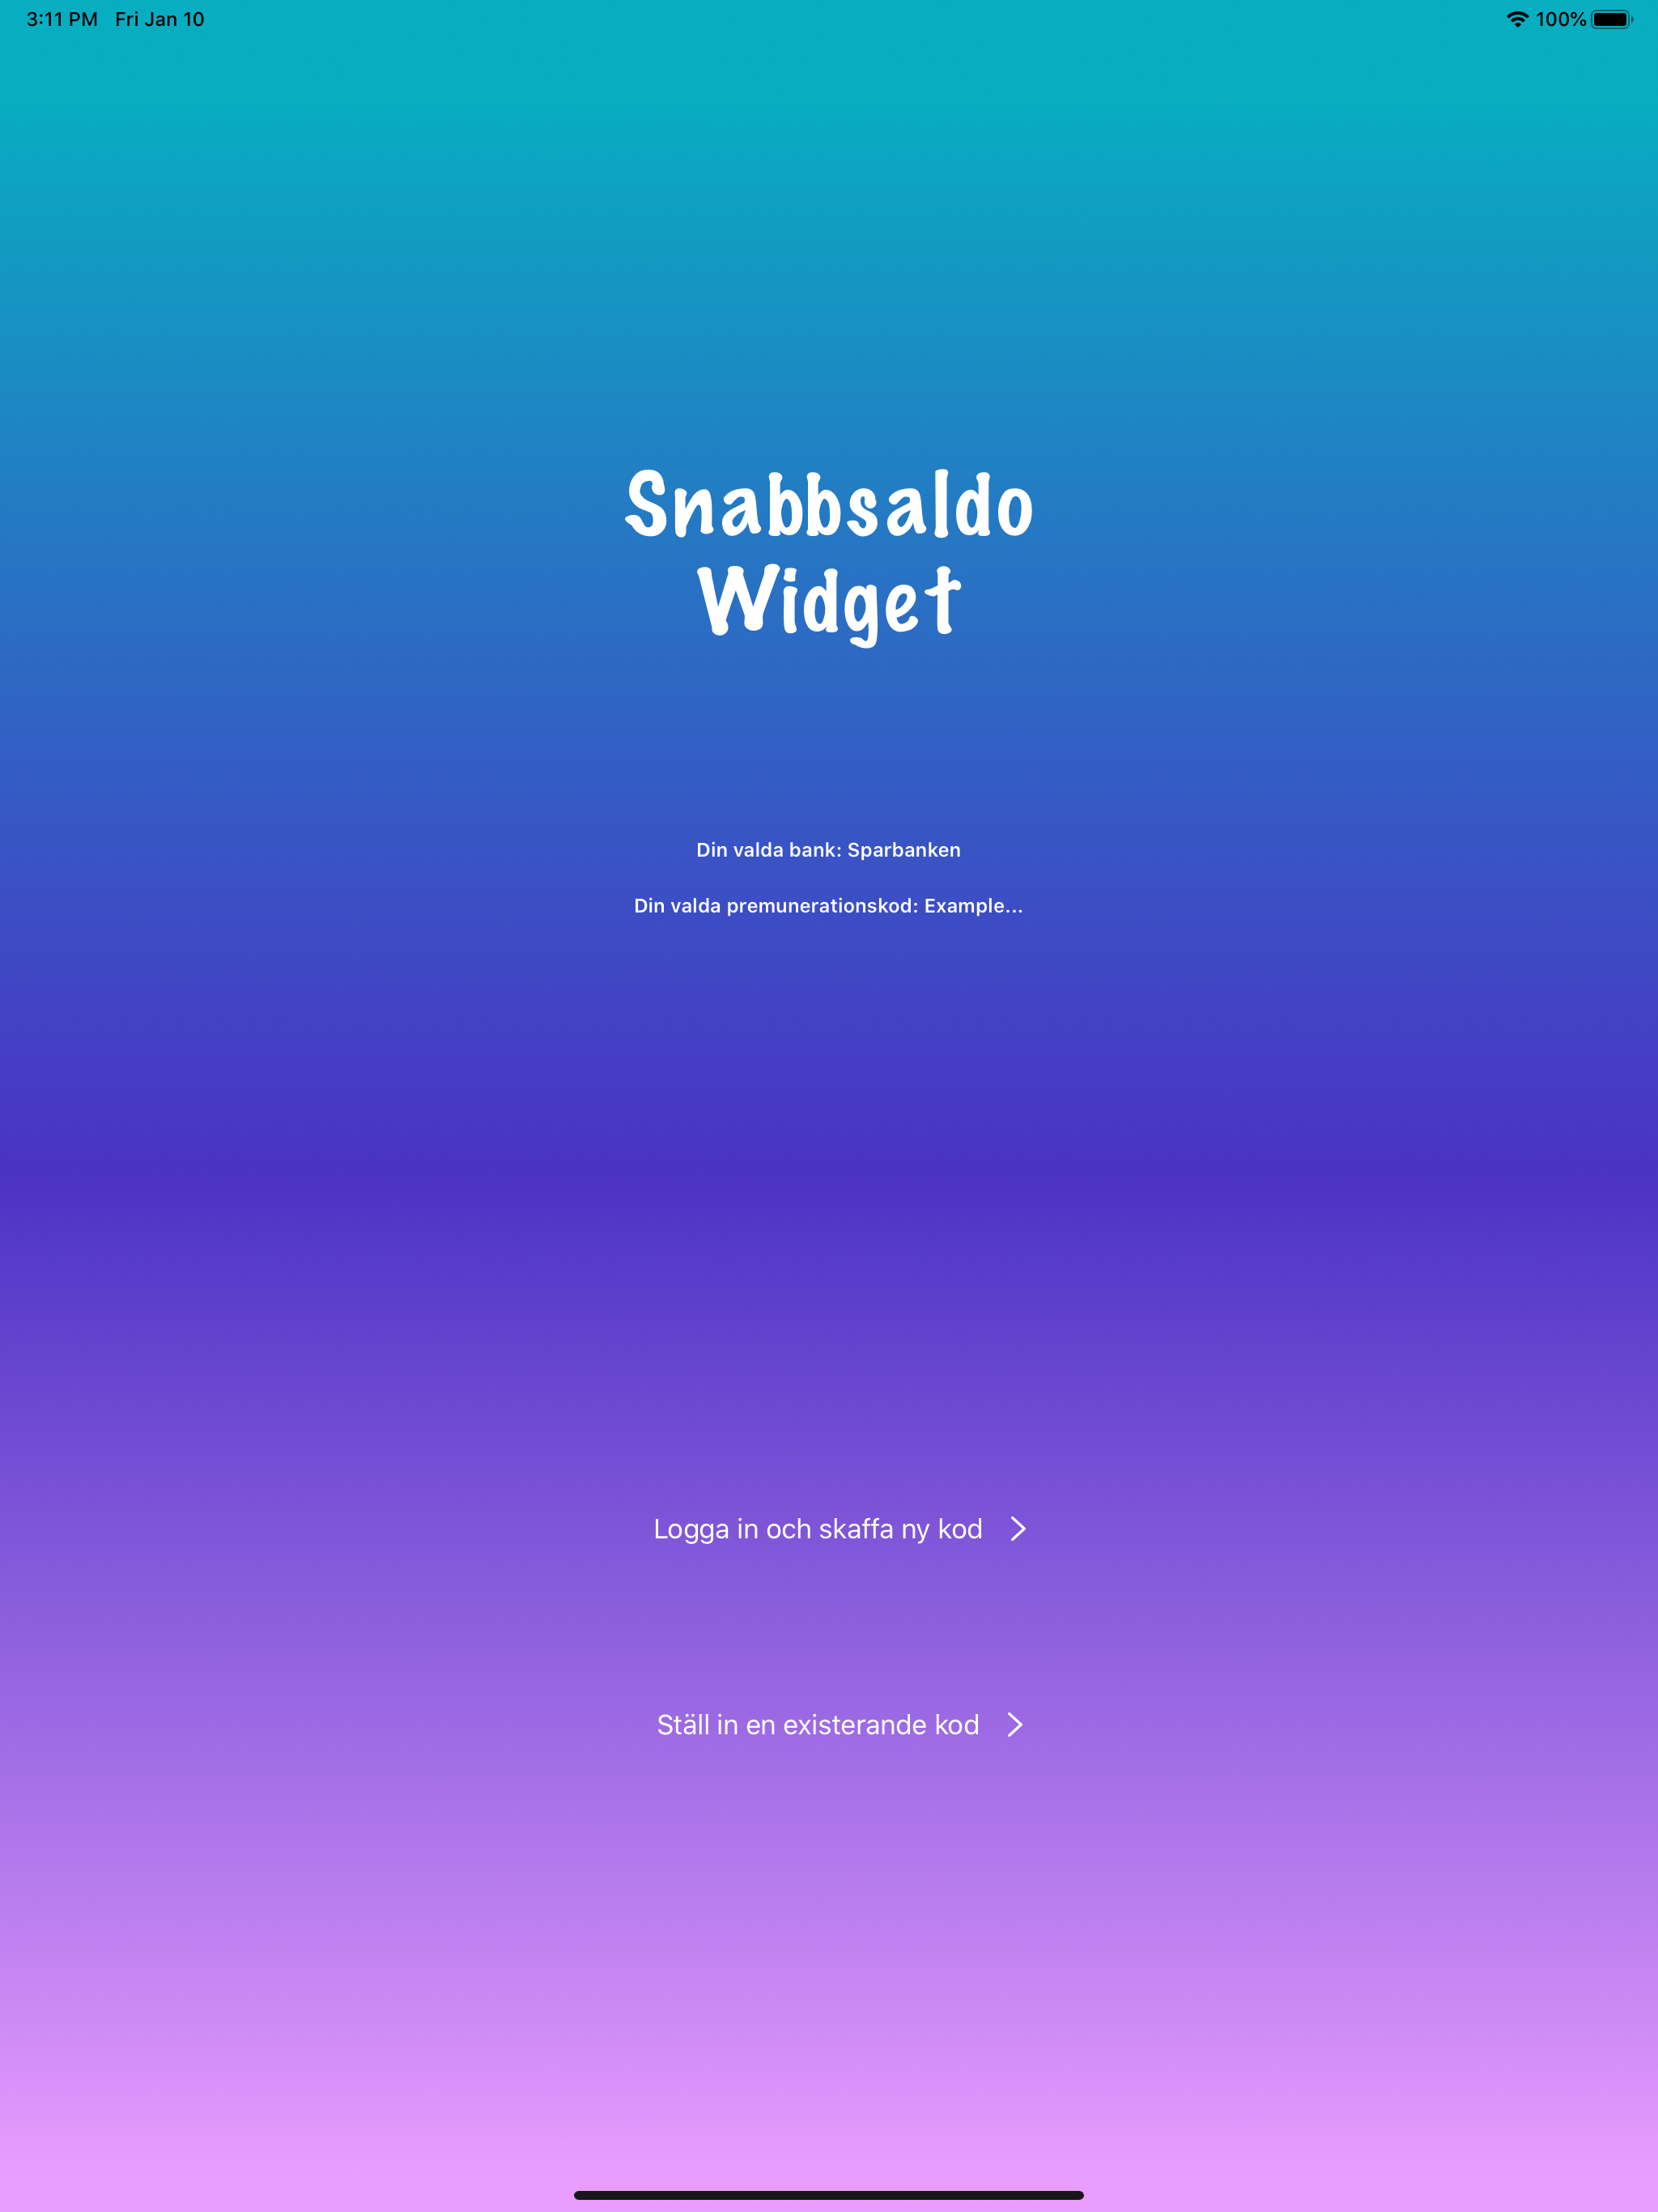 3:11 PM Fri Jan 10 100%
Snabbsaldo
Widget
Din valda bank: Sparbanken
Din valda premunerationskod: Example...
Logga in och skaffa ny kod
Ställ in en existerande kod